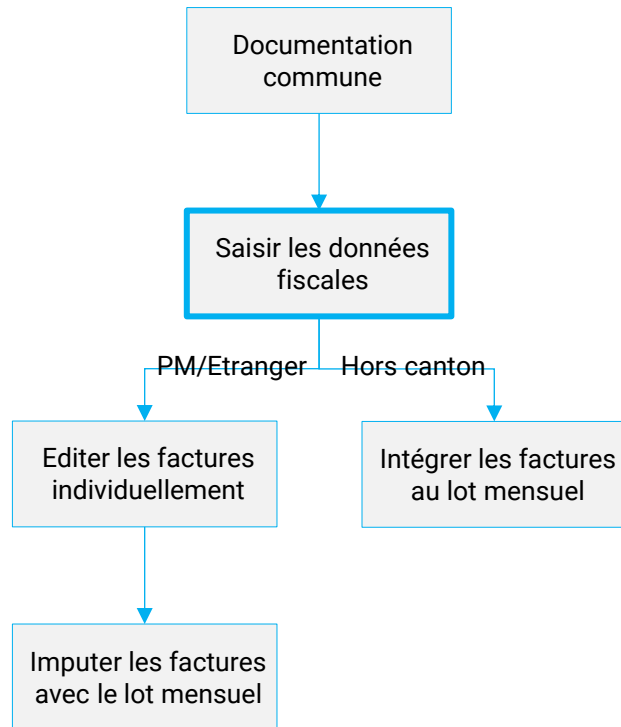 Documentation
commune
Saisir les données
fiscales
PM/Etranger
Hors canton
Editer les factures
individuellement
Intégrer les factures
au lot mensuel
Imputer les factures
avec le lot mensuel